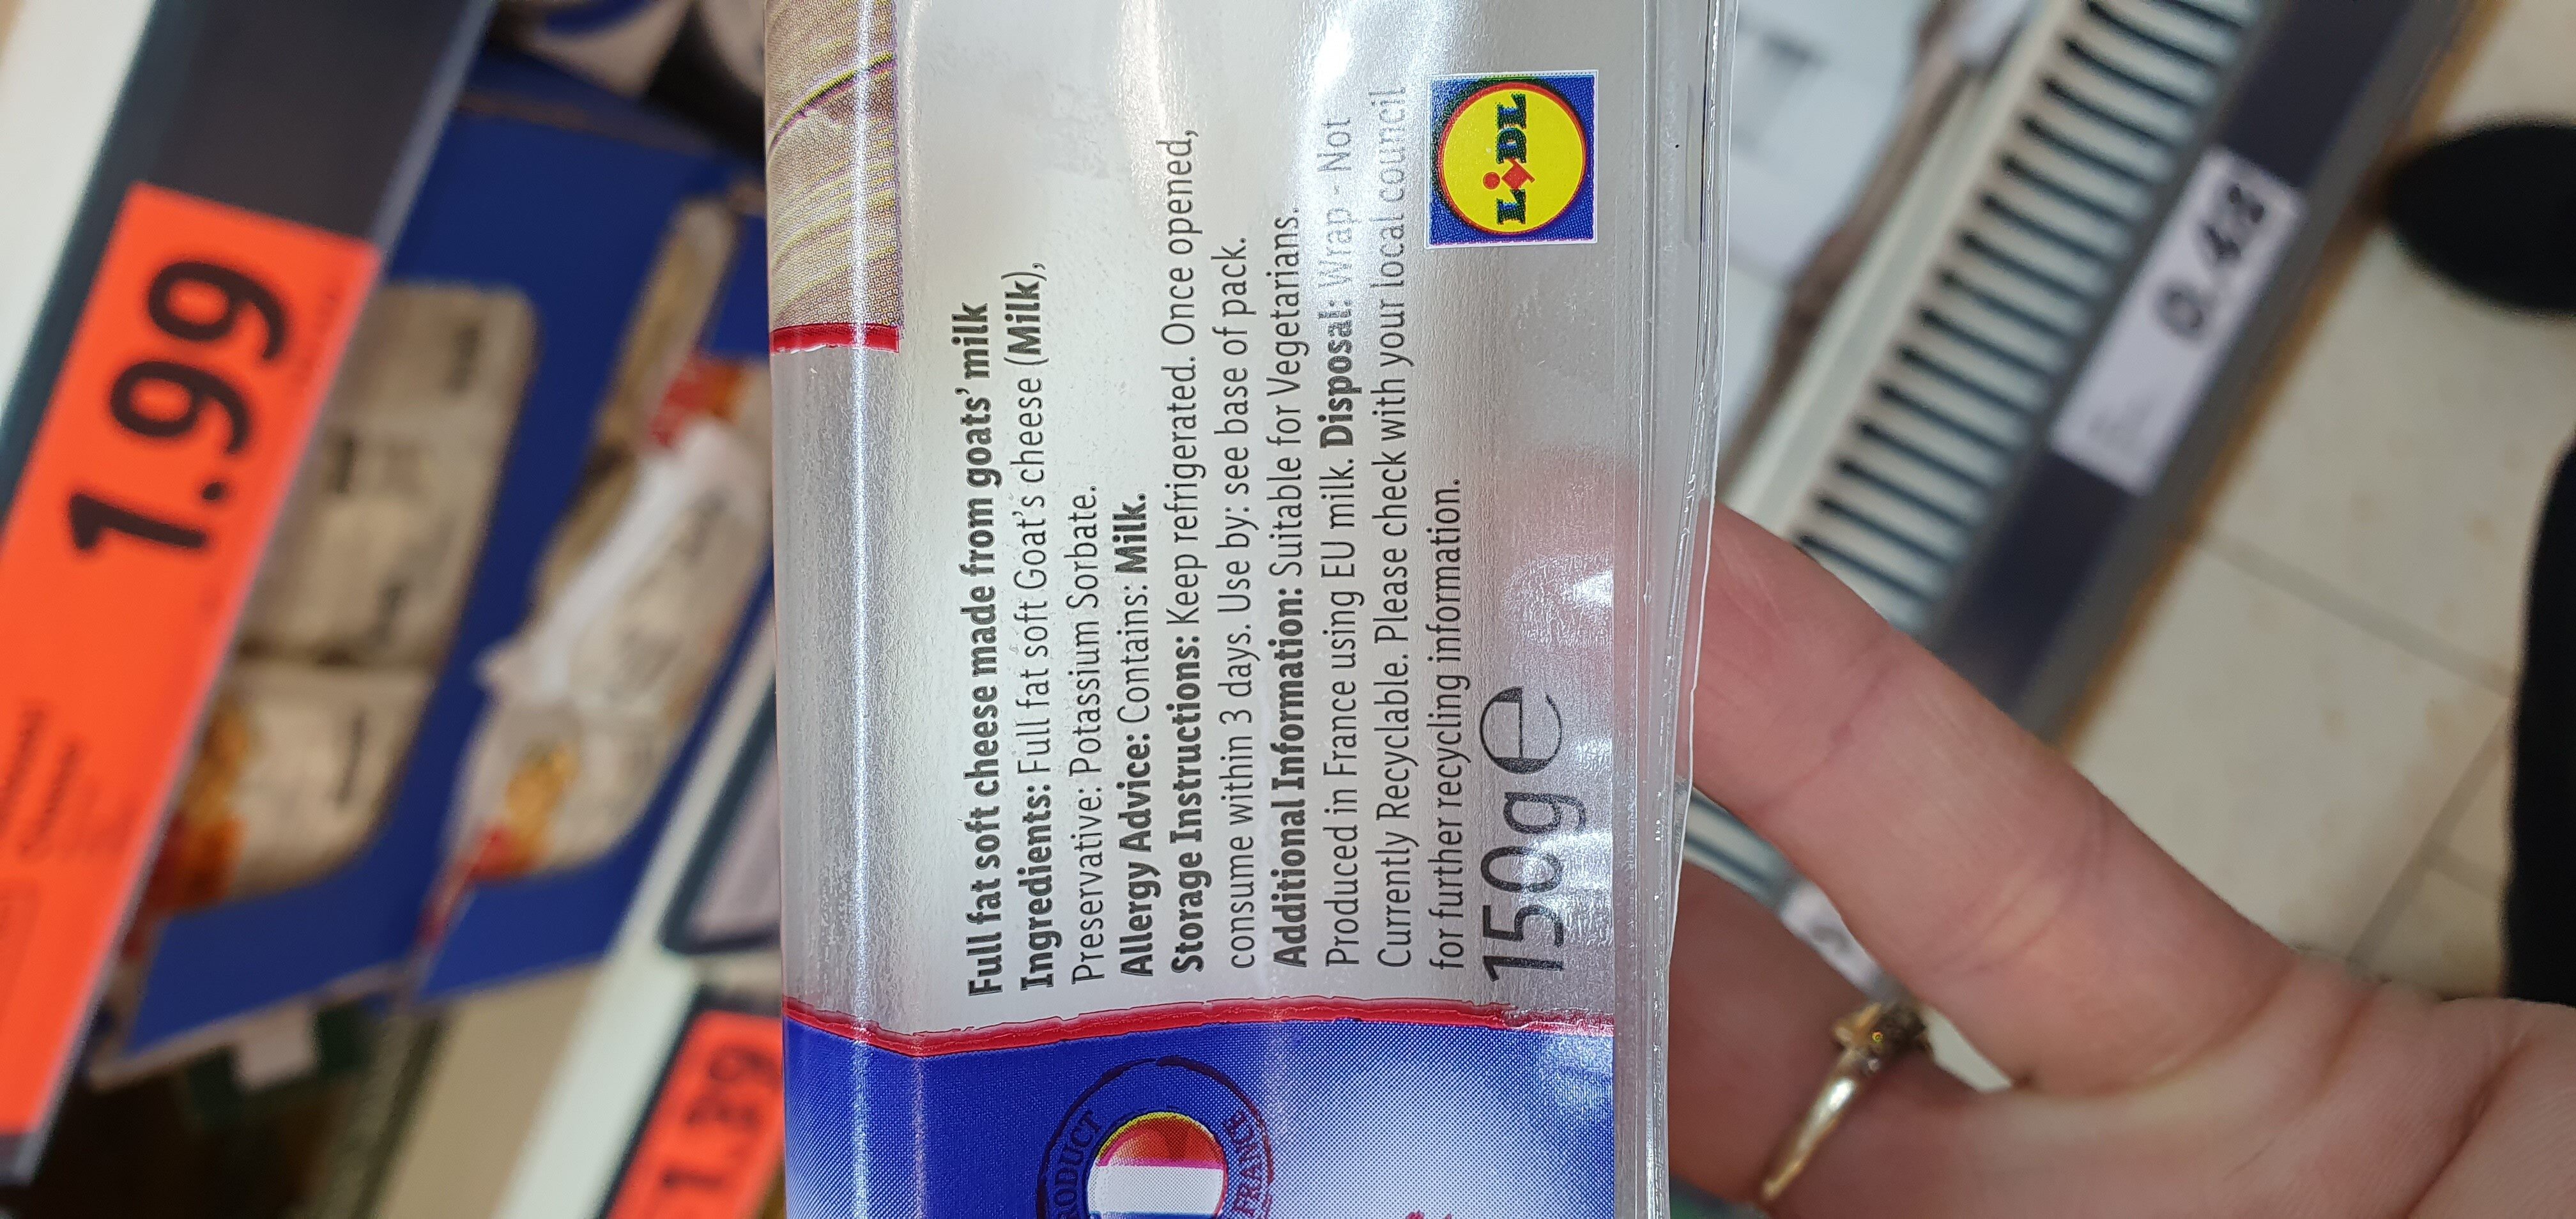 Full fat soft cheese made from goats' milk
Ingredients: Full fat soft Goat's cheese (Milk),
Preservative: Potassium Sorbate.
Allergy Advice: Contains: Milk.
Storage Instructions: Keep refrigerated. Once opened,
consume within 3 days. Use by: see base of pack.
Additional Information: Suitable for Vegetarians.
Produced in France using EU milk. Disposal: Wrap - Not
Currently Recyclable. Please check with your local council
for further recycling information.
150g e
LIDL
PRODUCT
FRANCE
1.99
1.39
0.48